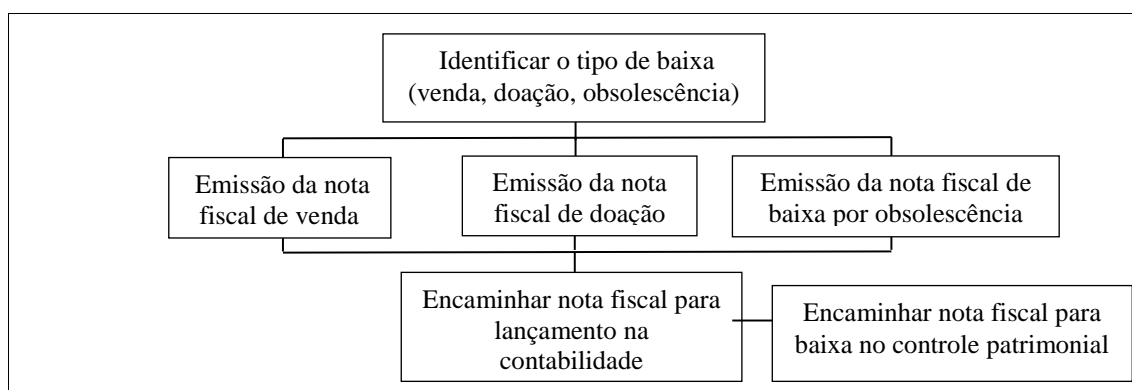 Identificar o tipo de baixa
(venda, doação, obsolescência)
Emissão da nota
fiscal de venda
Emissão da nota
fiscal de doação
Emissão da nota fiscal de
baixa por obsolescência
Encaminhar nota fiscal para
lançamento na
contabilidade
Encaminhar nota fiscal para
baixa no controle patrimonial